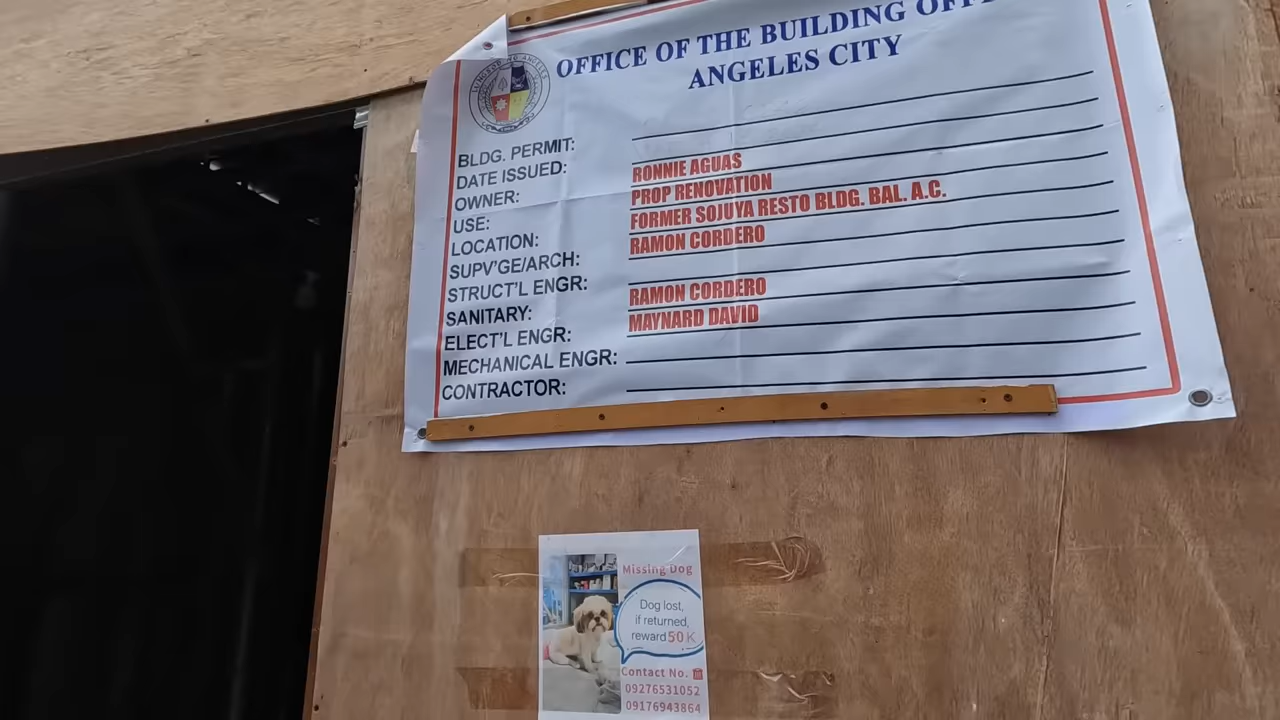 OFFICE OF THE BUILDING
ANGELES CITY
BLDG. PERMIT:
DATE ISSUED:
OWNER: RONNIE AGUAS
USE: PROP RENOVATION
LOCATION: FORMER SOJUYA RESTO BLDG. BAL. A.C.
SUPV'GE/ARCH: RAMON CORDERO
STRUCT'L ENGR:
SANITARY: RAMON CORDERO
ELECT'L ENGR: MAYNARD DAVID
MECHANICAL ENGR:
CONTRACTOR:
Missing Dog
Dog lost,
if returned,
reward 50K
Contact No.
09276531052
09176943864